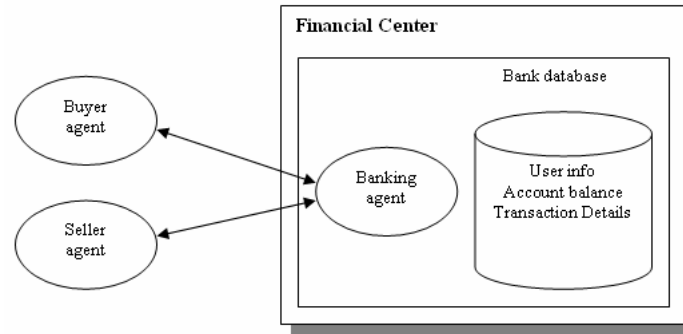 Financial Center
Bank database
Buyer
agent
Banking
agent
User info
Account balance
Transaction Details
Seller
agent